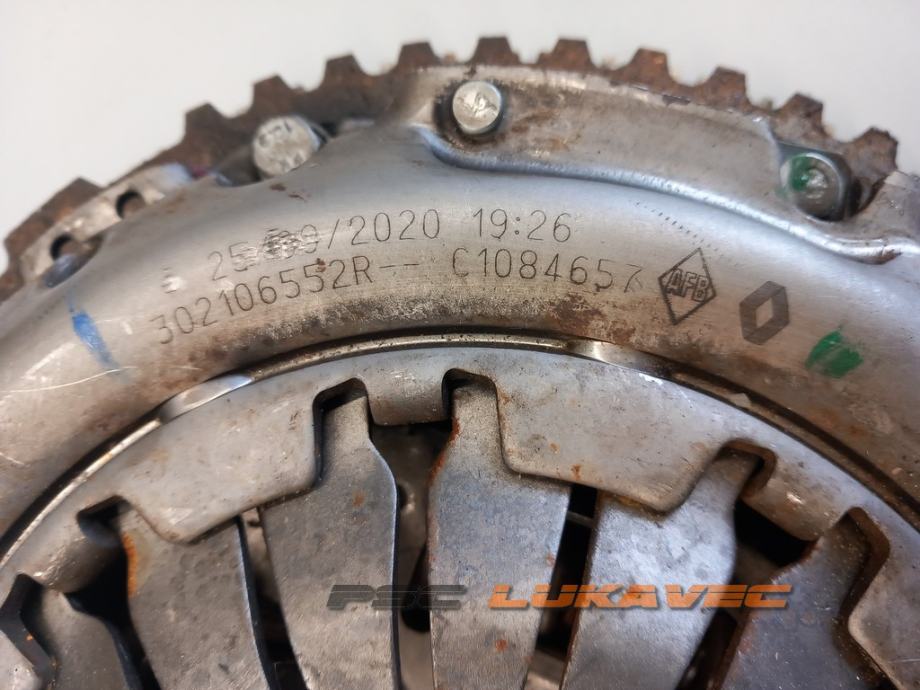 /2020 19:26
302106552R-- C1084657
AFB
PSC LUKAVEC